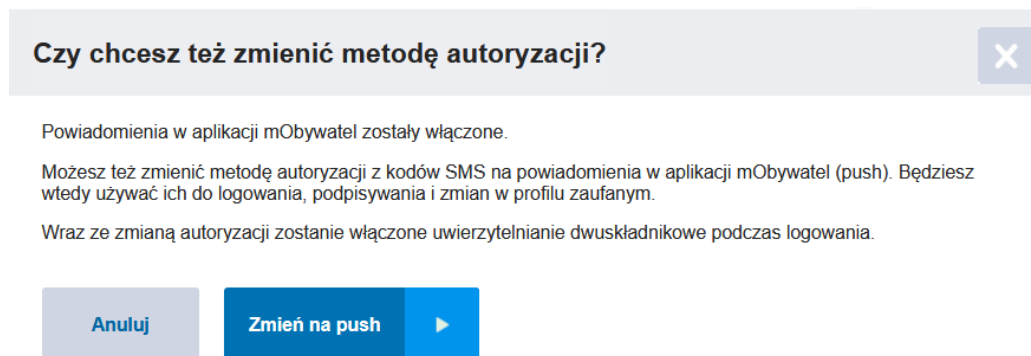 Czy chcesz też zmienić metodę autoryzacji?
Powiadomienia w aplikacji mObywatel zostały włączone.
Możesz też zmienić metodę autoryzacji z kodów SMS na powiadomienia w aplikacji mObywatel (push). Będziesz
wtedy używać ich do logowania, podpisywania i zmian w profilu zaufanym.
Wraz ze zmianą autoryzacji zostanie włączone uwierzytelnianie dwuskładnikowe podczas logowania.
Anuluj
Zmień na push